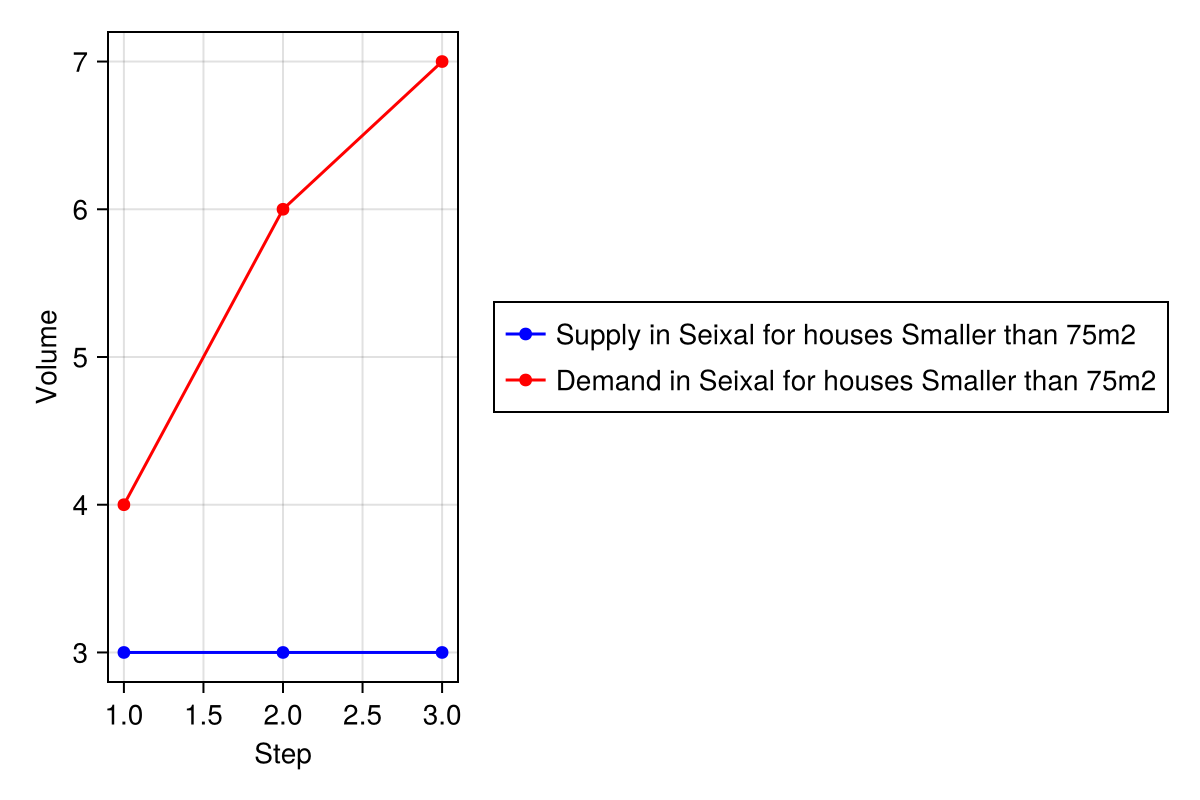 7
6
5
4
3
Volume
1.0 1.5 2.0 2.5 3.0
Step
Supply in Seixal for houses Smaller than 75m2
Demand in Seixal for houses Smaller than 75m2